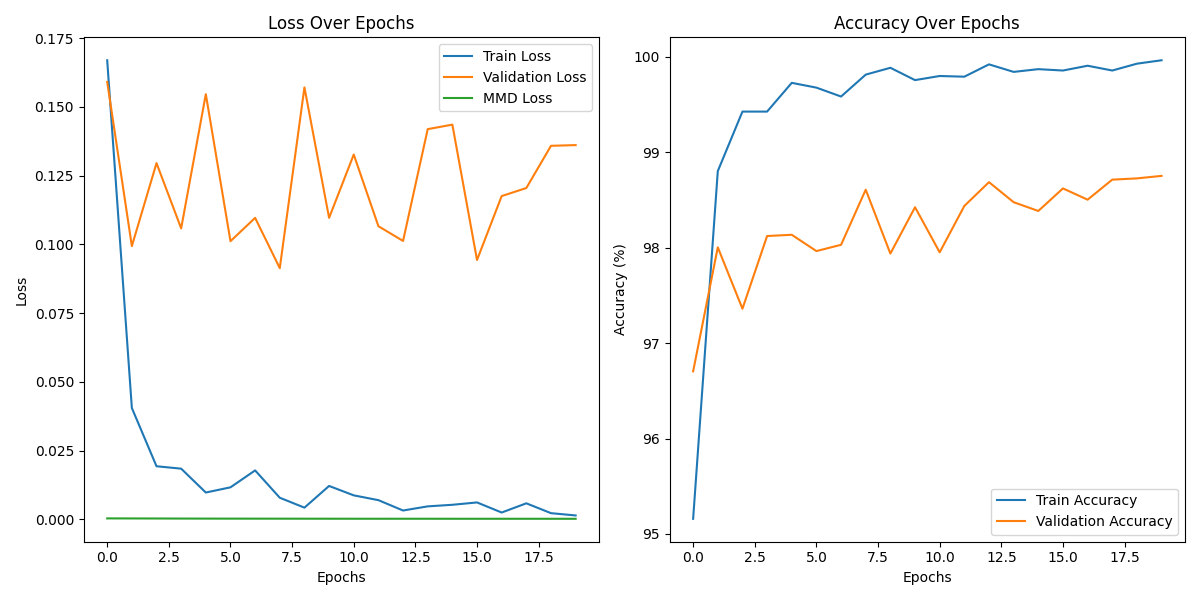 Loss Over Epochs
Loss
0.175
0.150
0.125
0.100
0.075
0.050
0.025
0.000
Train Loss
Validation Loss
MMD Loss
0.0 2.5 5.0 7.5 10.0 12.5 15.0 17.5
Epochs
Accuracy Over Epochs
Accuracy (%)
100
99
98
97
96
95
Train Accuracy
Validation Accuracy
0.0 2.5 5.0 7.5 10.0 12.5 15.0 17.5
Epochs